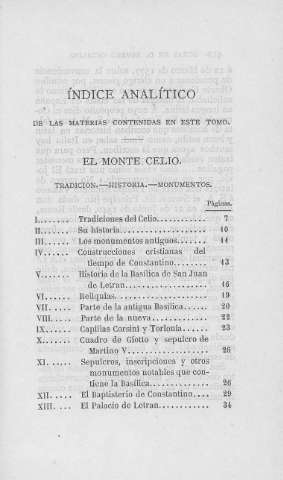 ÍNDICE ANALÍTICO
DE LAS MATERIAS CONTENIDAS EN ESTE TOMO.
EL MONTE CELIO.
TRADICION.—HISTORIA.—MONUMENTOS.
Páginas.
I....... Tradiciones del Celio............ 7
II...... Su historia..................... 10
III..... Los monumentos antiguos....... 11
IV..... Construcciones cristianas del
tiempo de Constantino........ 13
V...... Historia de la Basílica de San Juan
de Letran.................... 16
VI..... Reliquias...................... 19
VII.... Parte de la antigua Basílica..... 20
VIII.... Parte de la nueva.............. 22
IX..... Capillas Corsini y Torlonia...... 23
X...... Cuadro de Giotto y sepulcro de
Martino V.................... 25
XI..... Sepulcros, inscripciones y otros
monumentos notables que con-
tiene la Basílica.............. 26
XII.... El Baptisterio de Constantino.... 29
XIII.... El Palacio de Letran............ 34